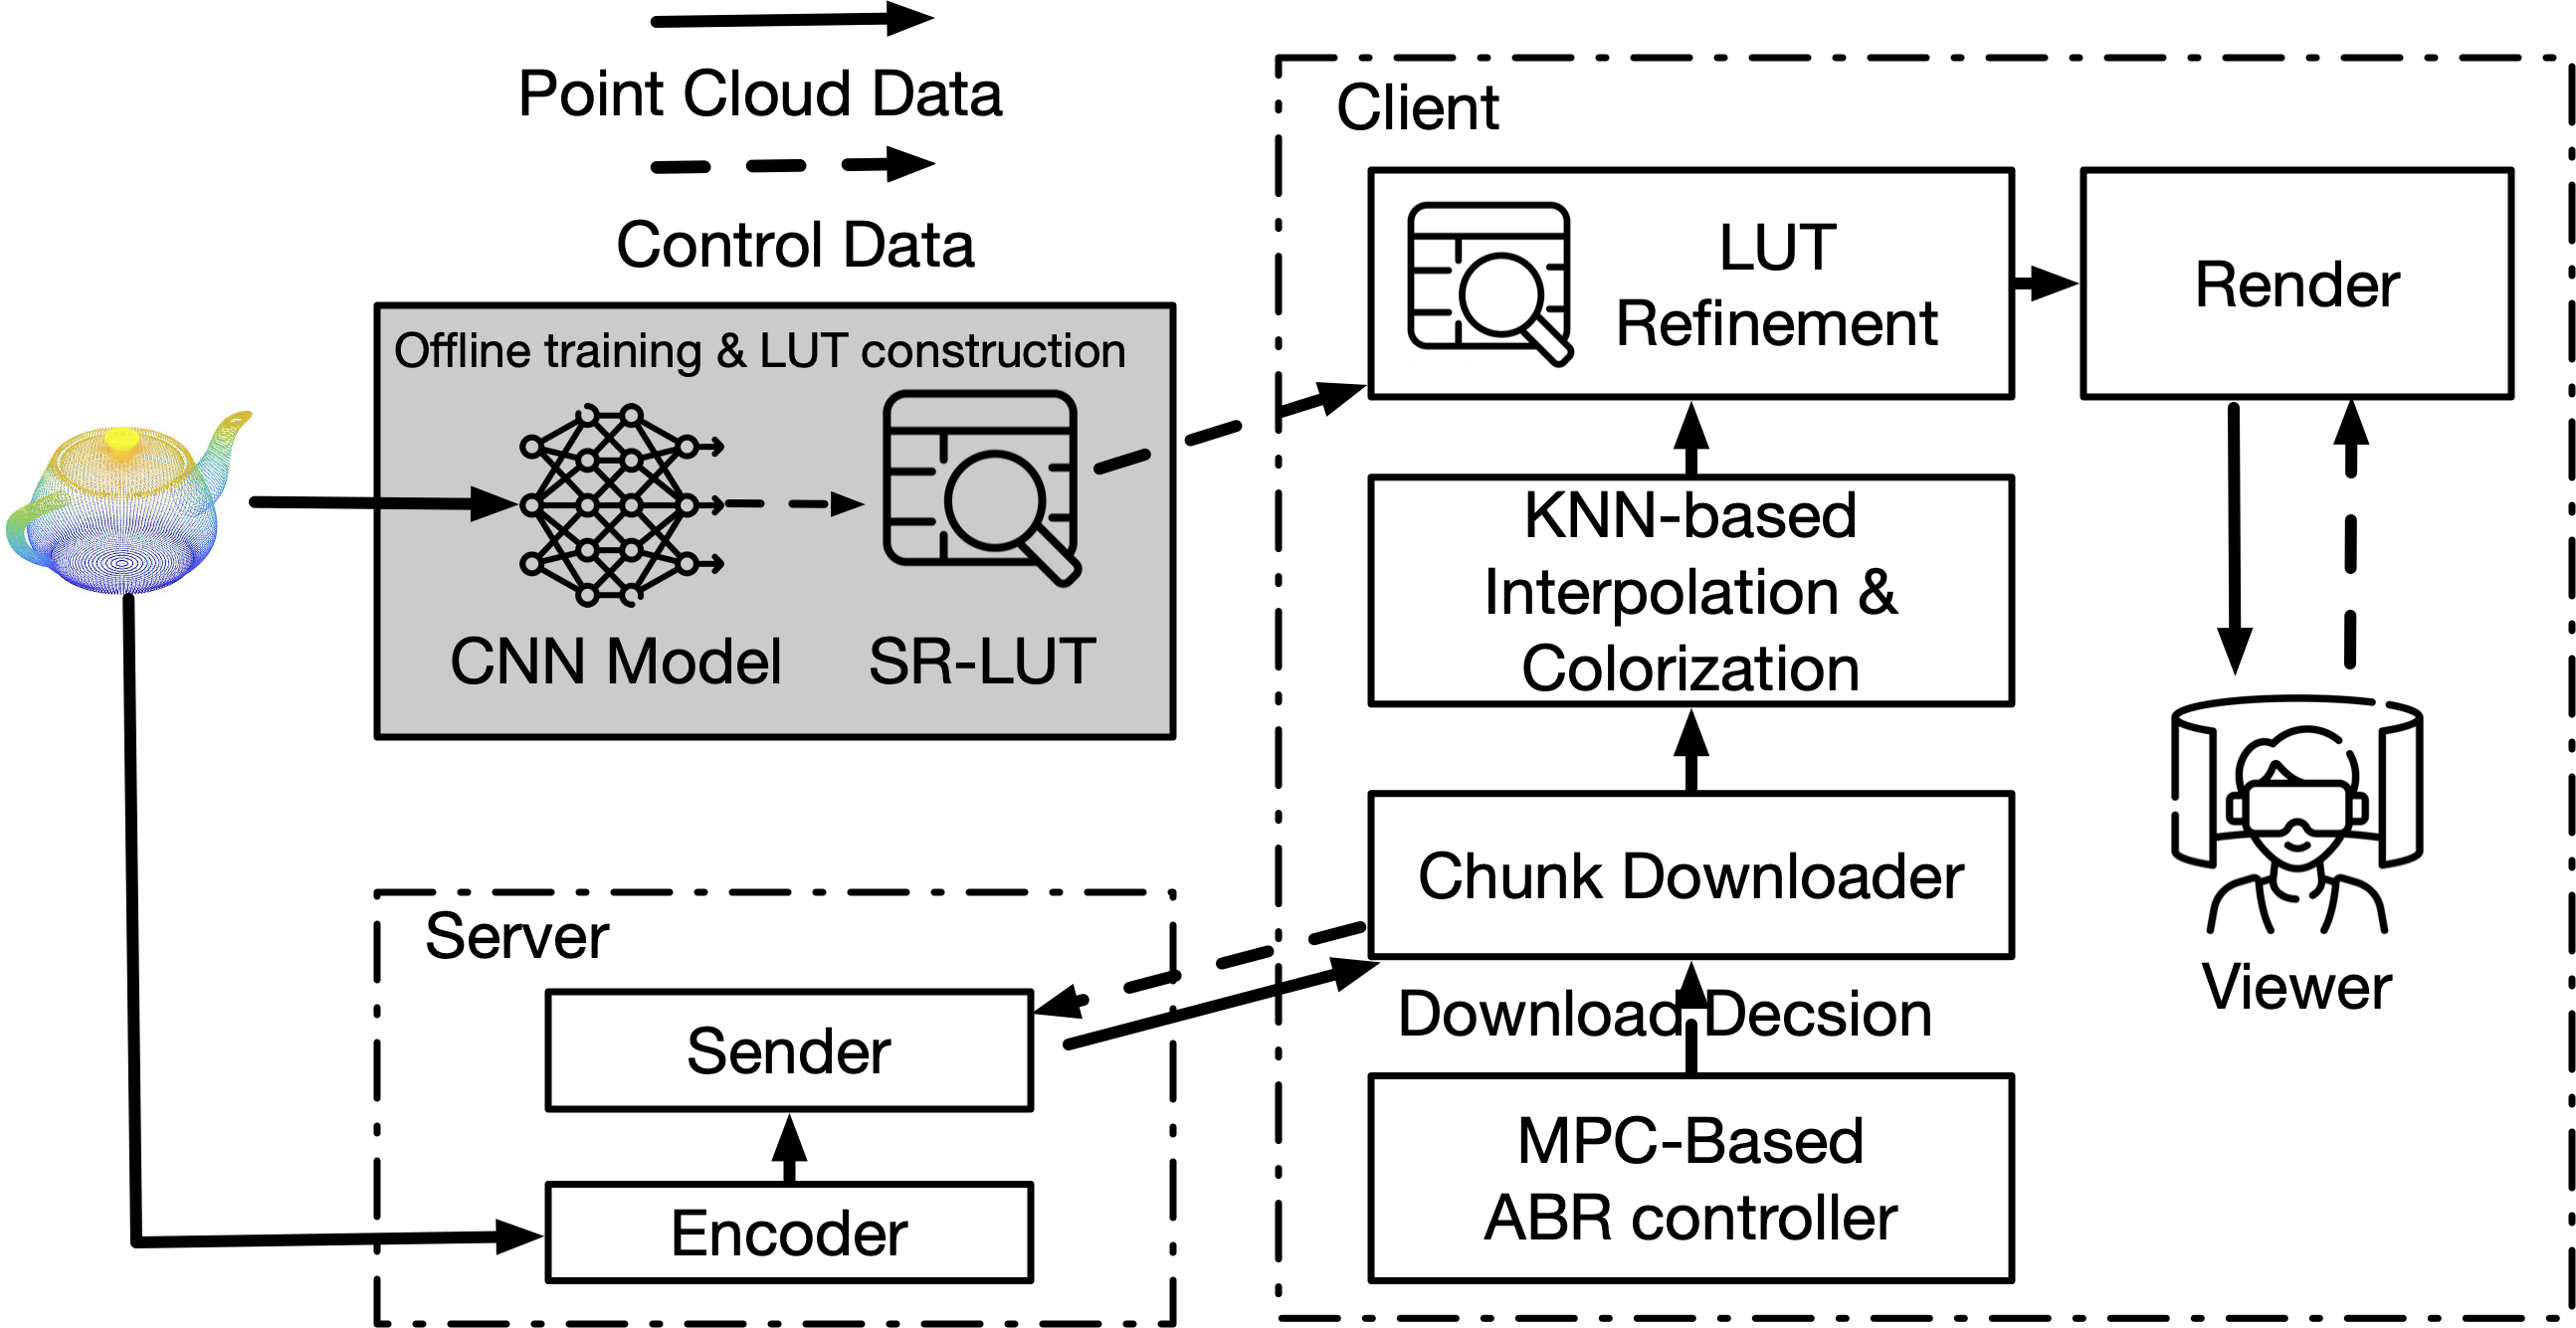 Point Cloud Data
Control Data
Offline training & LUT construction
CNN Model
SR-LUT
Server
Sender
Encoder
Client
LUT
Refinement
Render
KNN-based
Interpolation &
Colorization
Chunk Downloader
Download Decsion
MPC-Based
ABR controller
Viewer